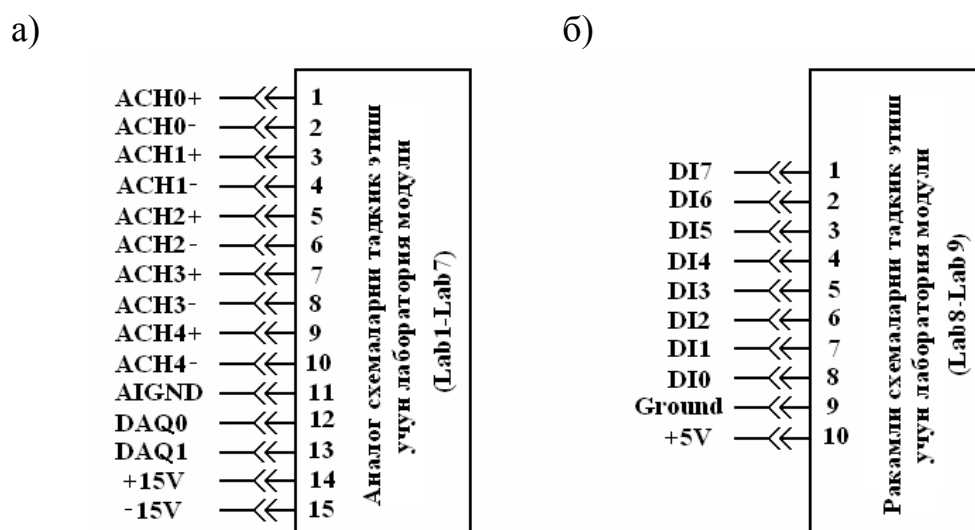 а)
ACH0+ 1
ACH0- 2
ACH1+ 3
ACH1- 4
ACH2+ 5
ACH2- 6
ACH3+ 7
ACH3- 8
ACH4+ 9
ACH4- 10
AIGND 11
DAQ0 12
DAQ1 13
+15V 14
-15V 15
Аналог схемаларни тадкик этиш
учун лаборатория модули
(Lab1-Lab7)
б)
DI7 1
DI6 2
DI5 3
DI4 4
DI3 5
DI2 6
DI1 7
DI0 8
Ground 9
+5V 10
Ракамли схемаларни тадкик этиш
учун лаборатория модули
(Lab8-Lab9)